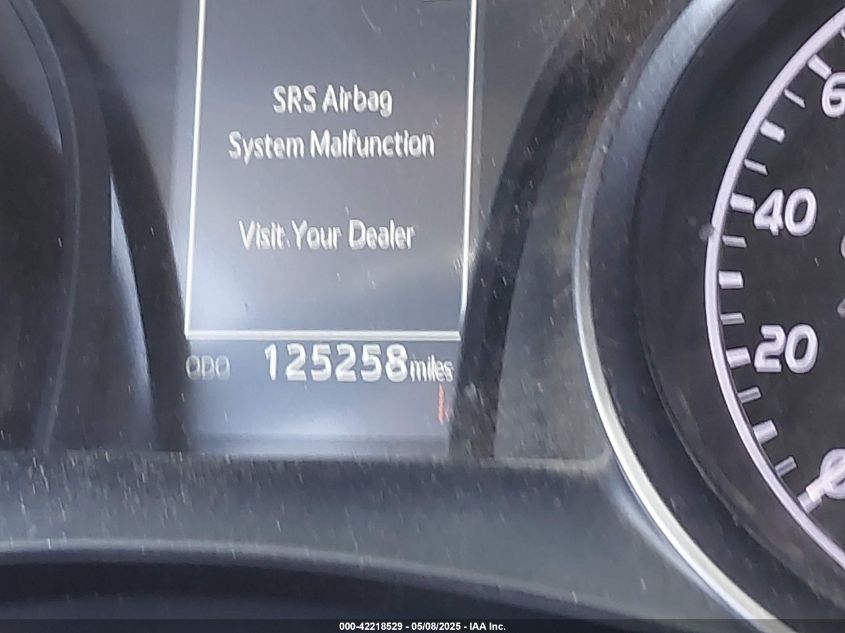 SRS Airbag
System Malfunction
Visit Your Dealer
ODO 125258 miles
40
20
000-42218529 - 05/08/2025 - IAA Inc.